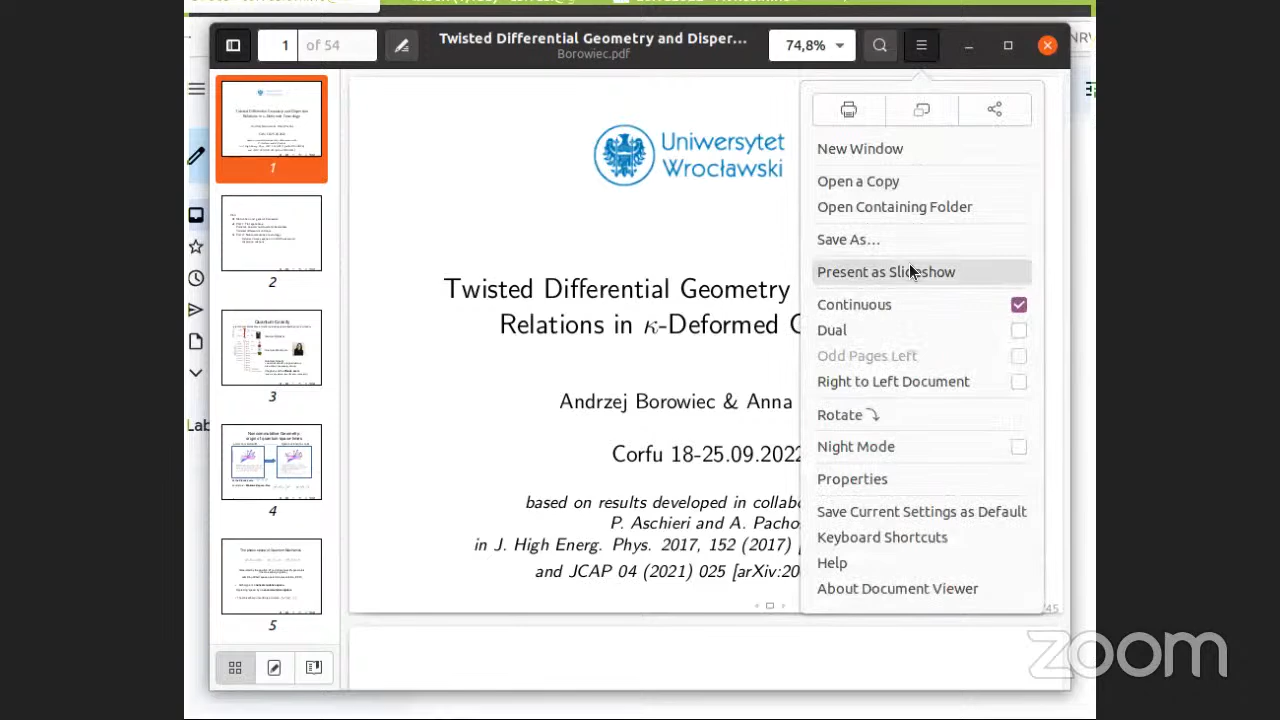 1 of 54
Twisted Differential Geometry and Disper...
Borowiec.pdf
74,8%
1
2
3
4
5
Quantum Gravity
Uniwersytet
Wrocławski
Twisted Differential Geometry
Relations in κ-Deformed C
Andrzej Borowiec & Anna
Corfu 18-25.09.2022
based on results developed in collabo
P. Aschieri and A. Pacho
in J. High Energ. Phys. 2017, 152 (2017)
and JCAP 04 (2021), arXiv:20
45
New Window
Open a Copy
Open Containing Folder
Save As...
Present as Slideshow
Continuous
Dual
Odd Pages Left
Right to Left Document
Rotate
Night Mode
Properties
Save Current Settings as Default
Keyboard Shortcuts
Help
About Document Viewer
Lab
zoom